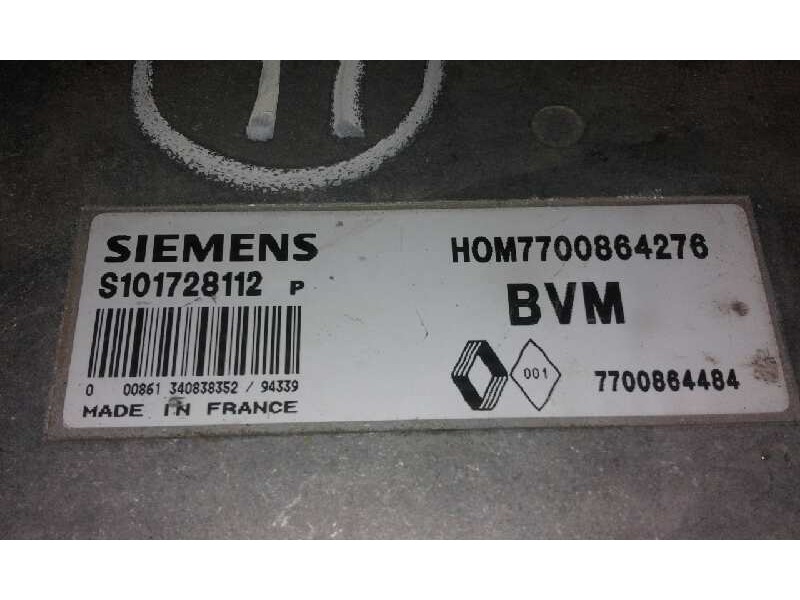 SIEMENS
S101728112 P
0 00861 340838352 / 94339
MADE IN FRANCE
HOM7700864276
BVM
001
7700864484